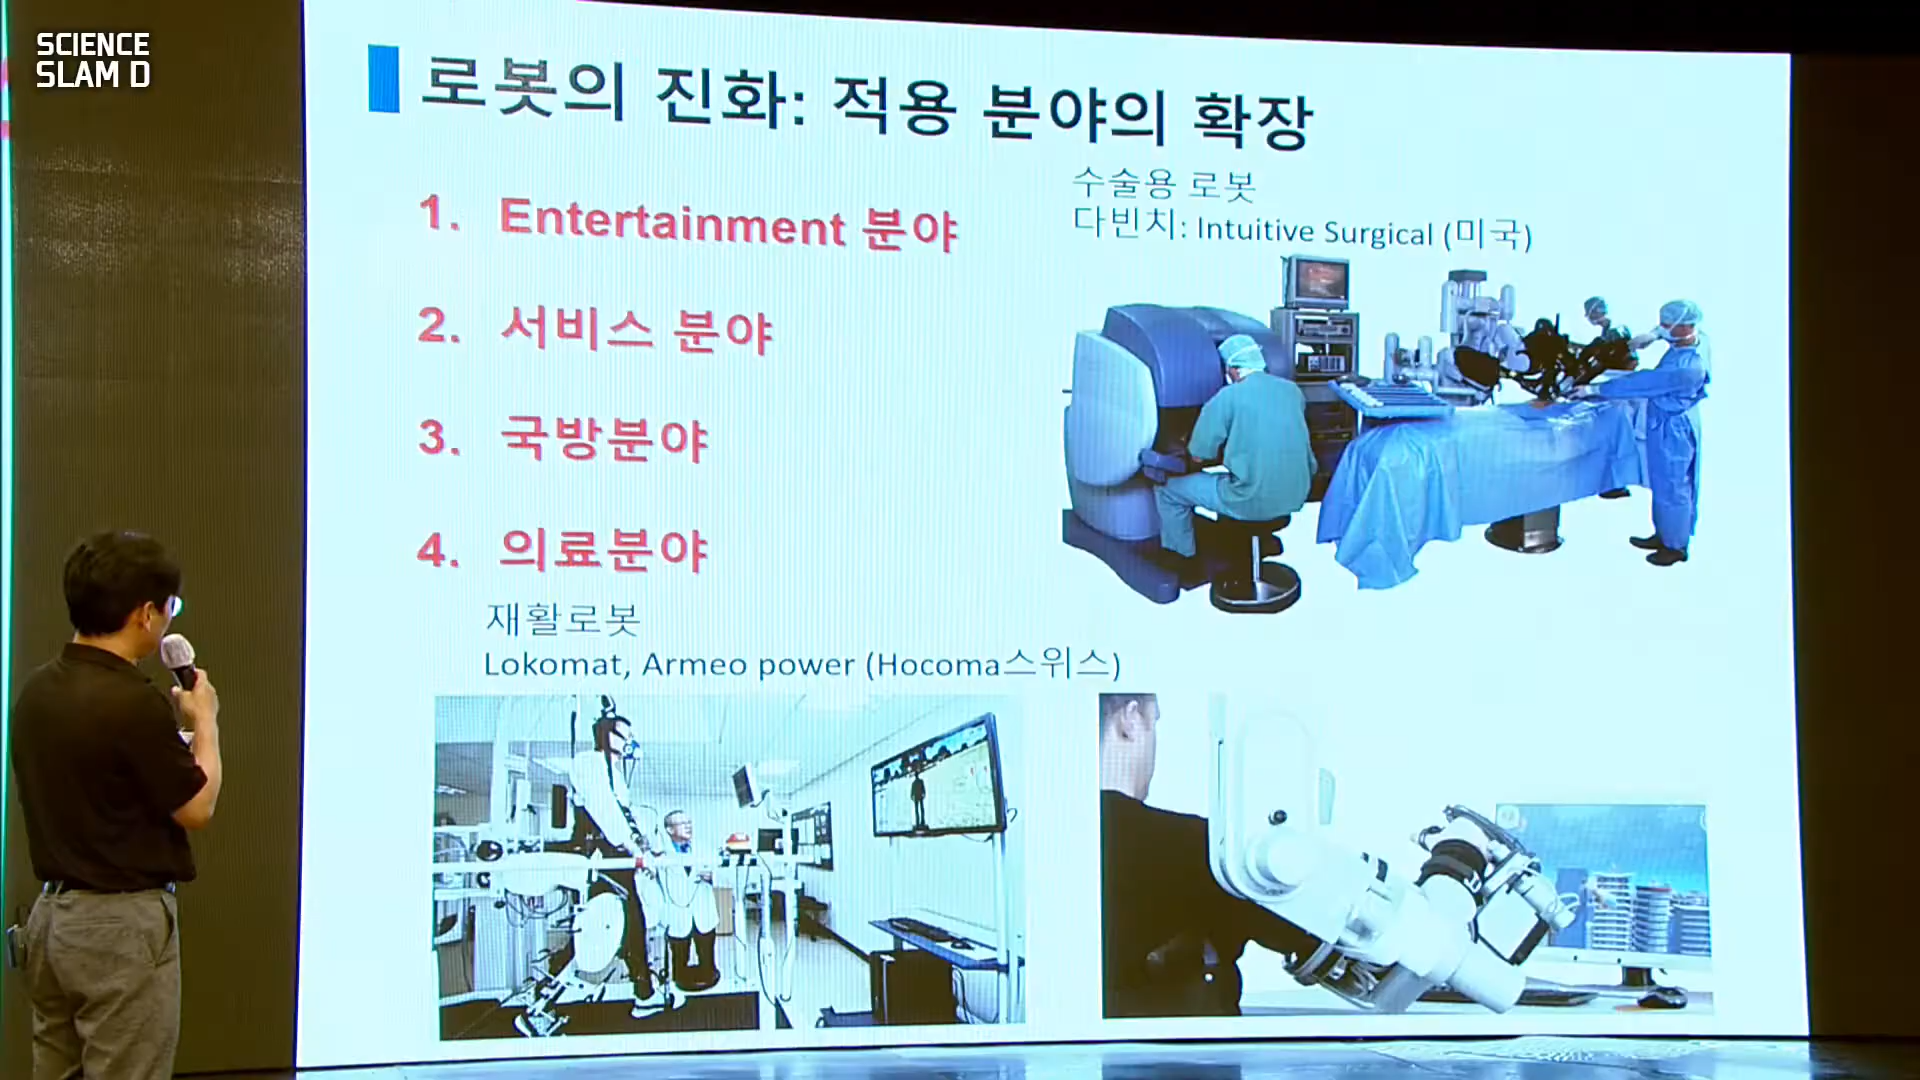 SCIENCE
SLAM D
로봇의 진화: 적용 분야의 확장
수술용 로봇
다빈치: Intuitive Surgical (미국)
1. Entertainment 분야
2. 서비스 분야
3. 국방분야
4. 의료분야
재활로봇
Lokomat, Armeo power (Hocoma스위스)